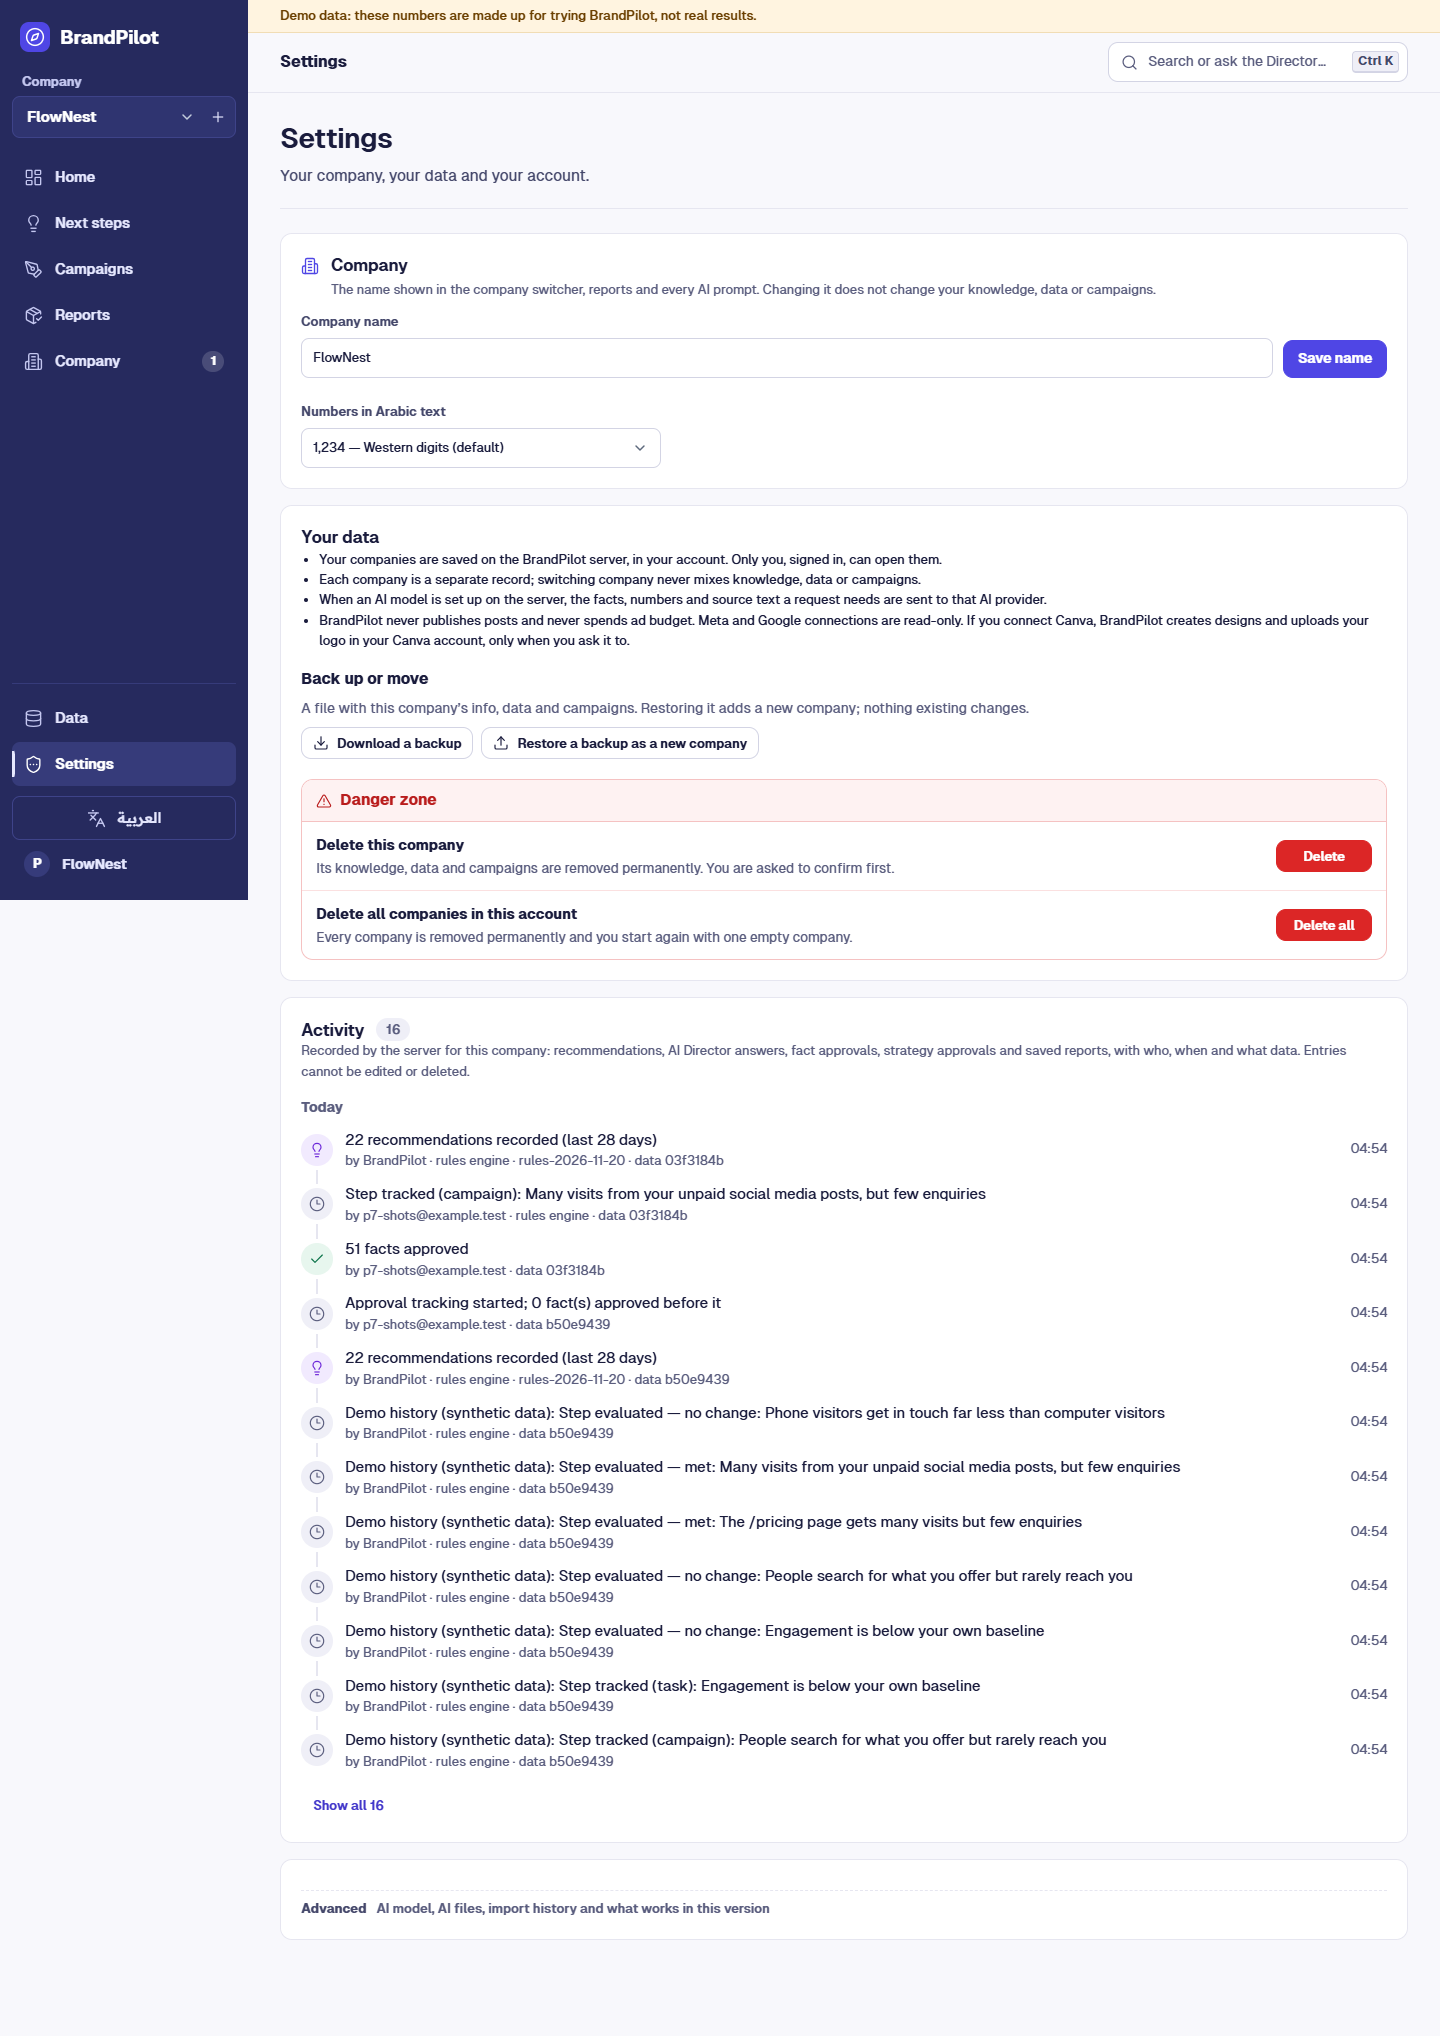 BrandPilot
Company
FlowNest
Home
Next steps
Campaigns
Reports
Company 1
Data
Settings
العربية
P FlowNest
Demo data: these numbers are made up for trying BrandPilot, not real results.
Settings
Search or ask the Director... Ctrl K
Settings
Your company, your data and your account.
Company
The name shown in the company switcher, reports and every AI prompt. Changing it does not change your knowledge, data or campaigns.
Company name
FlowNest
Save name
Numbers in Arabic text
1,234 — Western digits (default)
Your data
• Your companies are saved on the BrandPilot server, in your account. Only you, signed in, can open them.
• Each company is a separate record; switching company never mixes knowledge, data or campaigns.
• When an AI model is set up on the server, the facts, numbers and source text a request needs are sent to that AI provider.
• BrandPilot never publishes posts and never spends ad budget. Meta and Google connections are read-only. If you connect Canva, BrandPilot creates designs and uploads your
logo in your Canva account, only when you ask it to.
Back up or move
A file with this company's info, data and campaigns. Restoring it adds a new company; nothing existing changes.
Download a backup
Restore a backup as a new company
Danger zone
Delete this company
Its knowledge, data and campaigns are removed permanently. You are asked to confirm first.
Delete
Delete all companies in this account
Every company is removed permanently and you start again with one empty company.
Delete all
Activity 16
Recorded by the server for this company: recommendations, AI Director answers, fact approvals, strategy approvals and saved reports, with who, when and what data. Entries
cannot be edited or deleted.
Today
22 recommendations recorded (last 28 days) 04:54
by BrandPilot · rules engine · rules-2026-11-20 · data 03f3184b
Step tracked (campaign): Many visits from your unpaid social media posts, but few enquiries 04:54
by p7-shots@example.test · rules engine · data 03f3184b
51 facts approved 04:54
by p7-shots@example.test · data 03f3184b
Approval tracking started; 0 fact(s) approved before it 04:54
by p7-shots@example.test · data b50e9439
22 recommendations recorded (last 28 days) 04:54
by BrandPilot · rules engine · rules-2026-11-20 · data b50e9439
Demo history (synthetic data): Step evaluated — no change: Phone visitors get in touch far less than computer visitors 04:54
by BrandPilot · rules engine · data b50e9439
Demo history (synthetic data): Step evaluated — met: Many visits from your unpaid social media posts, but few enquiries 04:54
by BrandPilot · rules engine · data b50e9439
Demo history (synthetic data): Step evaluated — met: The /pricing page gets many visits but few enquiries 04:54
by BrandPilot · rules engine · data b50e9439
Demo history (synthetic data): Step evaluated — no change: People search for what you offer but rarely reach you 04:54
by BrandPilot · rules engine · data b50e9439
Demo history (synthetic data): Step evaluated — no change: Engagement is below your own baseline 04:54
by BrandPilot · rules engine · data b50e9439
Demo history (synthetic data): Step tracked (task): Engagement is below your own baseline 04:54
by BrandPilot · rules engine · data b50e9439
Demo history (synthetic data): Step tracked (campaign): People search for what you offer but rarely reach you 04:54
by BrandPilot · rules engine · data b50e9439
Show all 16
Advanced AI model, AI files, import history and what works in this version